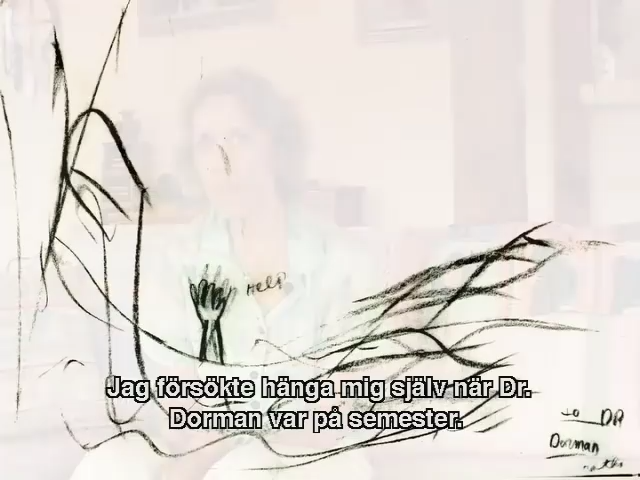 HELP
Jag försökte hänga mig själv när Dr.
Dorman var på semester.
to DR
Dorman